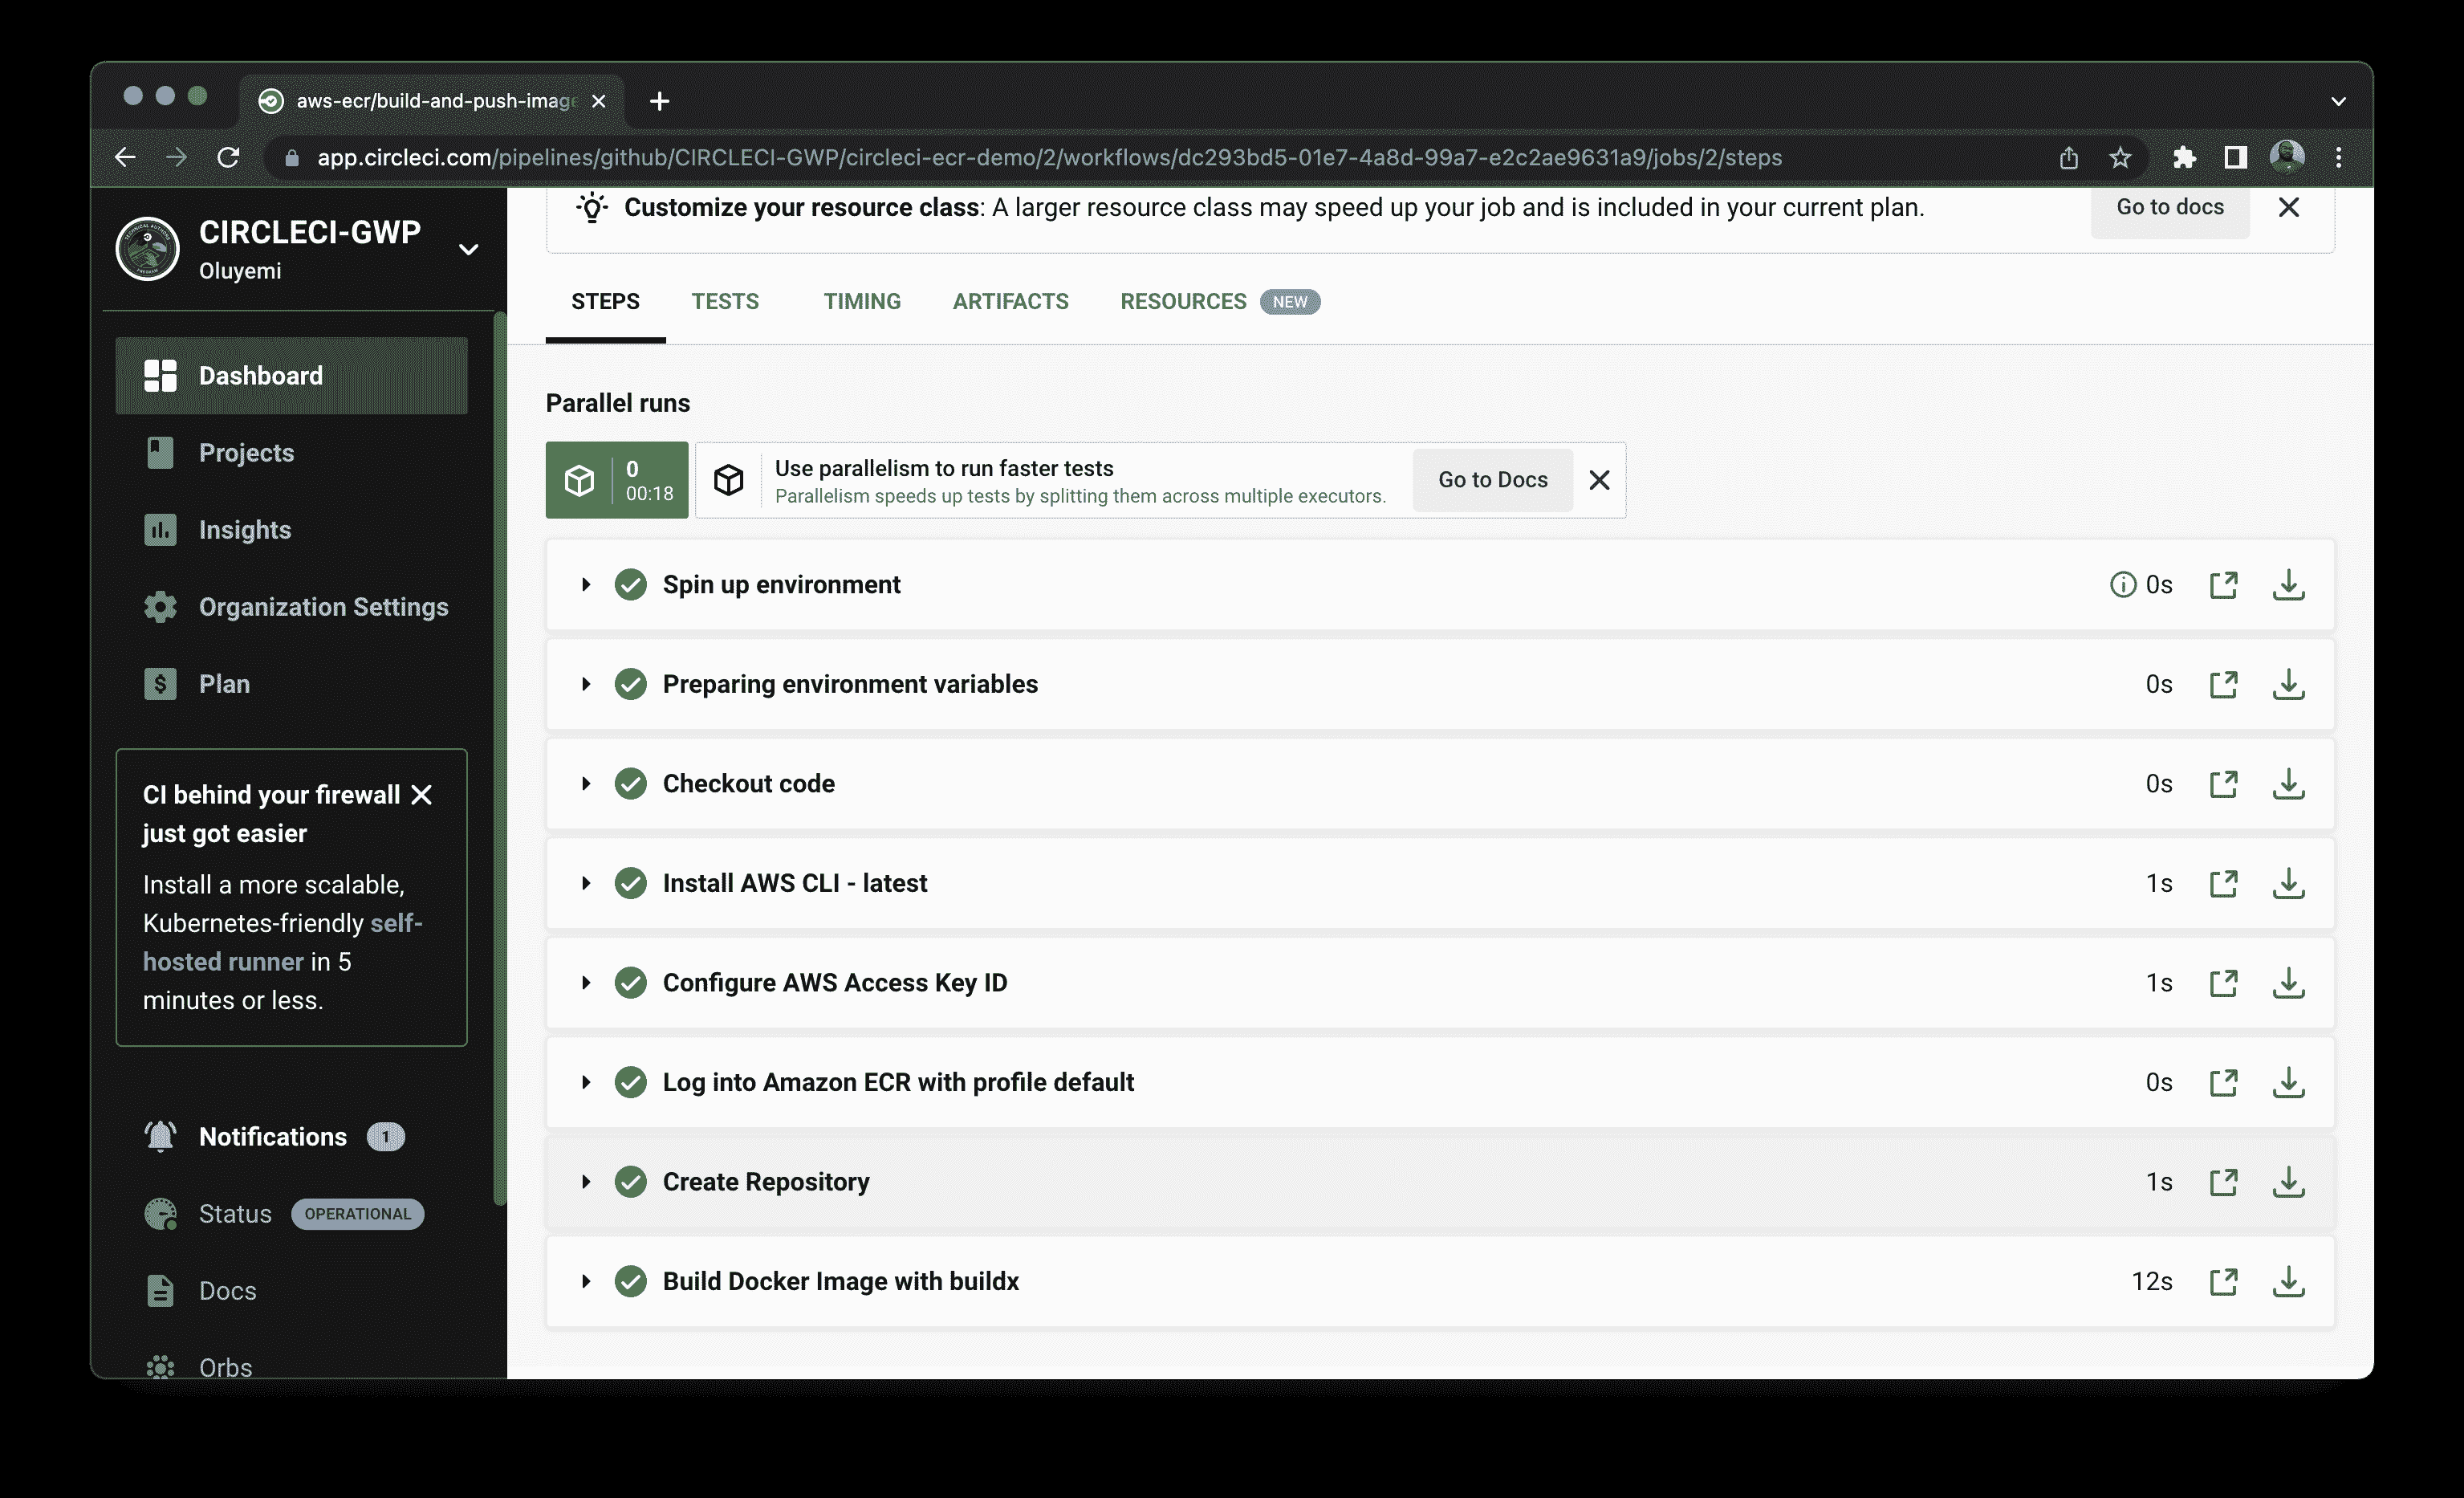 aws-ecr/build-and-push-image
app.circleci.com/pipelines/github/CIRCLECI-GWP/circleci-ecr-demo/2/workflows/dc293bd5-01e7-4a8d-99a7-e2c2ae9631a9/jobs/2/steps
CIRCLECI-GWP
Oluyemi
Dashboard
Projects
Insights
Organization Settings
Plan
CI behind your firewall
just got easier
Install a more scalable,
Kubernetes-friendly self-
hosted runner in 5
minutes or less.
Notifications 1
Status OPERATIONAL
Docs
Orbs
Customize your resource class: A larger resource class may speed up your job and is included in your current plan. Go to docs
STEPS TESTS TIMING ARTIFACTS RESOURCES NEW
Parallel runs
0
00:18
Use parallelism to run faster tests
Parallelism speeds up tests by splitting them across multiple executors.
Go to Docs
Spin up environment 0s
Preparing environment variables 0s
Checkout code 0s
Install AWS CLI - latest 1s
Configure AWS Access Key ID 1s
Log into Amazon ECR with profile default 0s
Create Repository 1s
Build Docker Image with buildx 12s